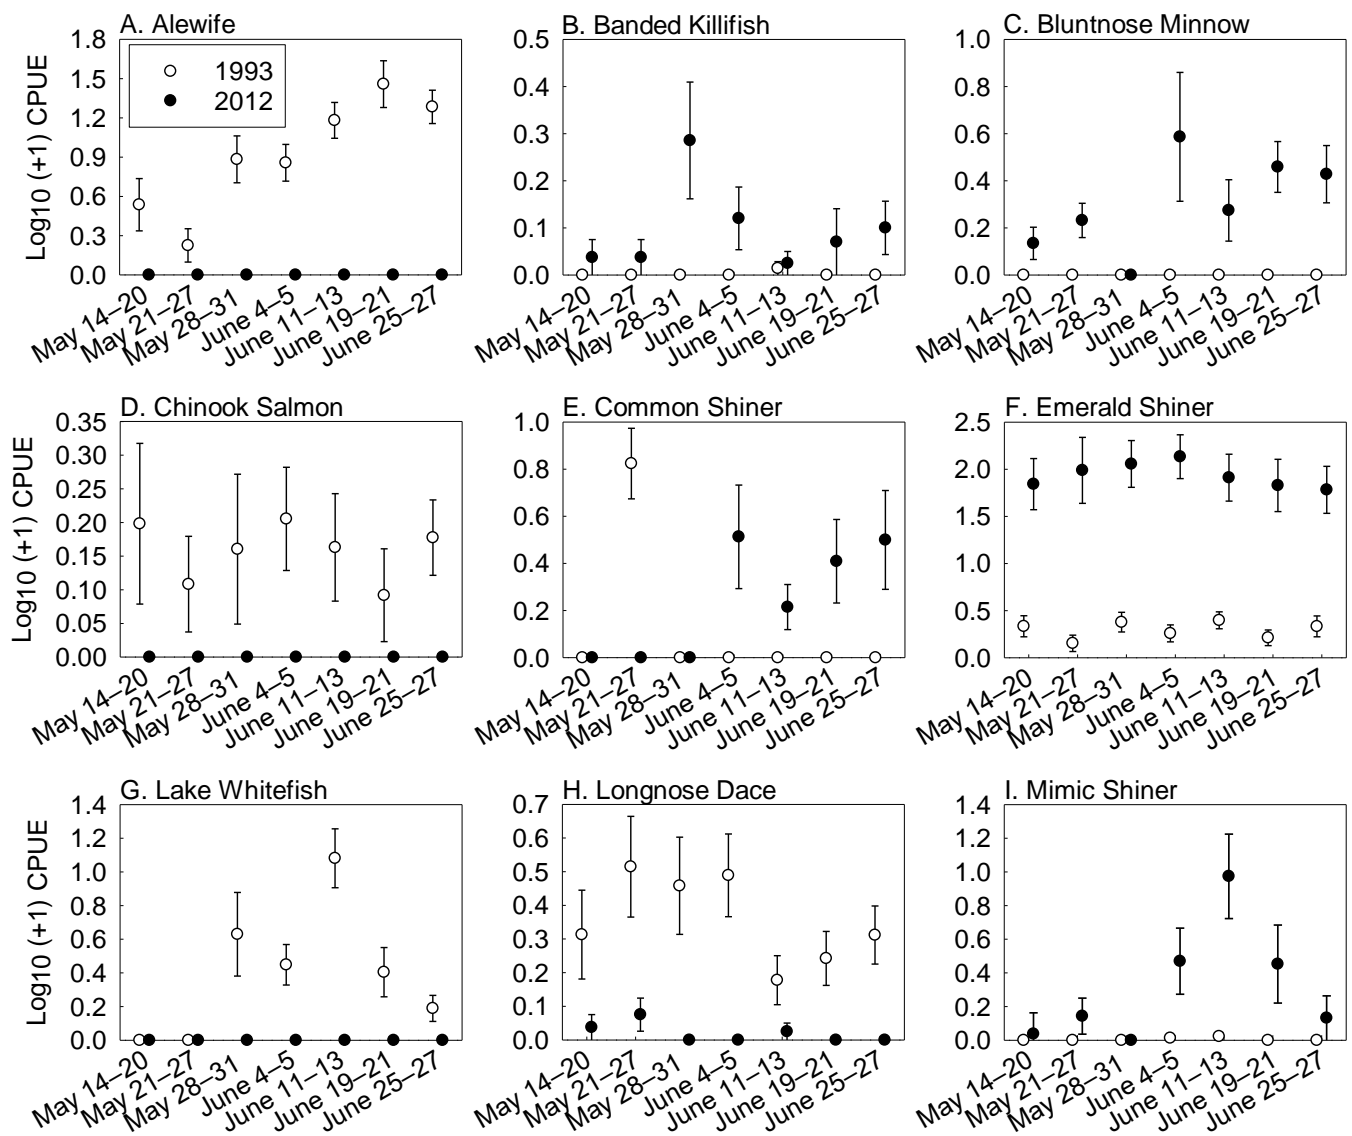 A. Alewife
B. Banded Killifish
C. Bluntnose Minnow
Log10 (+1) CPUE
1.8
1.5
1.2
0.9
0.6
0.3
0.0
1993
2012
May 14–20
May 21–27
May 28–31
June 4–5
June 11–13
June 19–21
June 25–27
0.5
0.4
0.3
0.2
0.1
0.0
May 14–20
May 21–27
May 28–31
June 4–5
June 11–13
June 19–21
June 25–27
1.0
0.8
0.6
0.4
0.2
0.0
May 14–20
May 21–27
May 28–31
June 4–5
June 11–13
June 19–21
June 25–27
D. Chinook Salmon
E. Common Shiner
F. Emerald Shiner
Log10 (+1) CPUE
0.35
0.30
0.25
0.20
0.15
0.10
0.05
0.00
May 14–20
May 21–27
May 28–31
June 4–5
June 11–13
June 19–21
June 25–27
1.0
0.8
0.6
0.4
0.2
0.0
May 14–20
May 21–27
May 28–31
June 4–5
June 11–13
June 19–21
June 25–27
2.5
2.0
1.5
1.0
0.5
0.0
May 14–20
May 21–27
May 28–31
June 4–5
June 11–13
June 19–21
June 25–27
G. Lake Whitefish
H. Longnose Dace
I. Mimic Shiner
Log10 (+1) CPUE
1.4
1.2
1.0
0.8
0.6
0.4
0.2
0.0
May 14–20
May 21–27
May 28–31
June 4–5
June 11–13
June 19–21
June 25–27
0.7
0.6
0.5
0.4
0.3
0.2
0.1
0.0
May 14–20
May 21–27
May 28–31
June 4–5
June 11–13
June 19–21
June 25–27
1.4
1.2
1.0
0.8
0.6
0.4
0.2
0.0
May 14–20
May 21–27
May 28–31
June 4–5
June 11–13
June 19–21
June 25–27